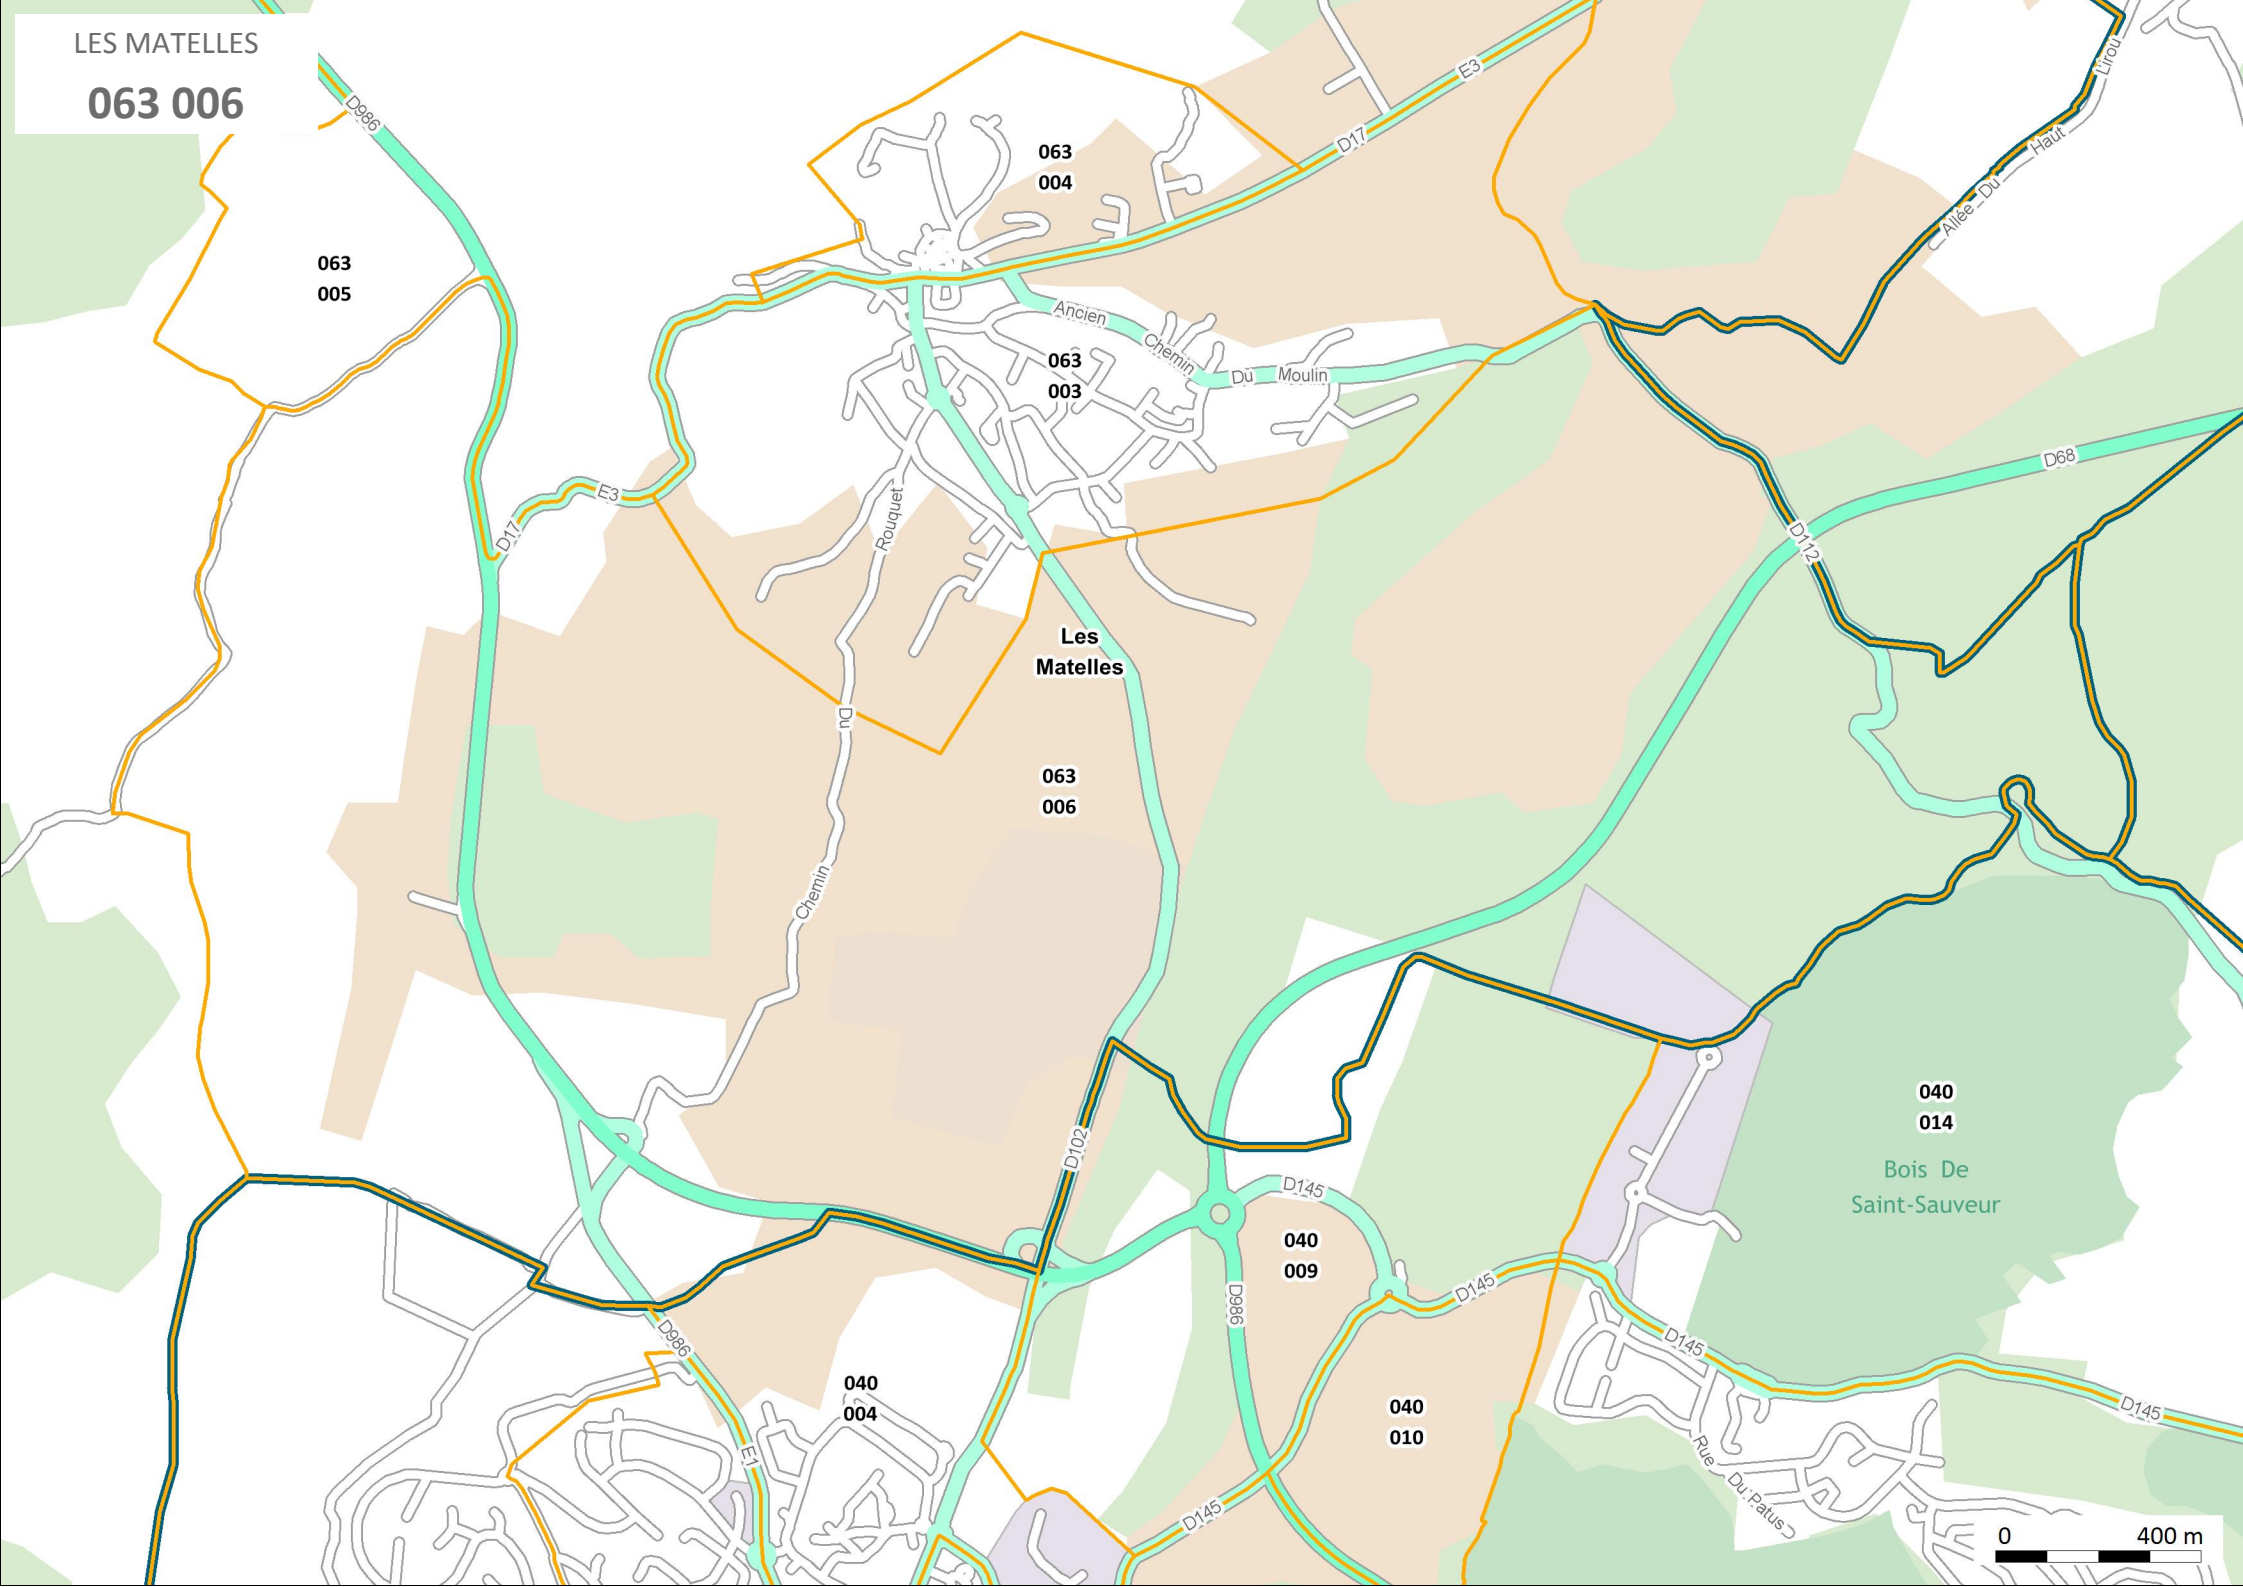 LES MATELLES
063 006
D986
E3
D17
Lirou
Haut
Allée Du
063
004
063
005
Ancien
Chemin
Du Moulin
063
003
D68
D112
E3
D17
Rouquet
Les
Matelles
Du
063
006
Chemin
040
014
Bois De
Saint-Sauveur
D102
D145
040
009
D986
D145
D986
D145
040
004
040
010
D145
E1
Rue Du Patus
D145
0 400 m